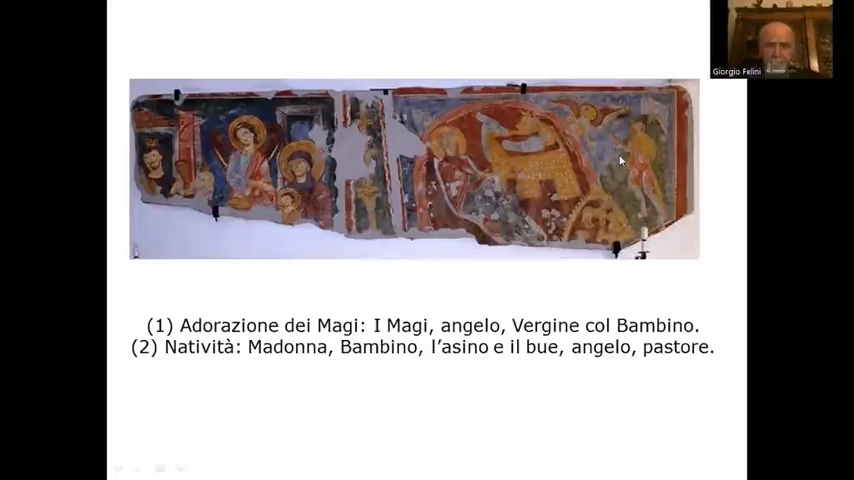 Giorgio Felini
(1) Adorazione dei Magi: I Magi, angelo, Vergine col Bambino.
(2) Natività: Madonna, Bambino, l’asino e il bue, angelo, pastore.